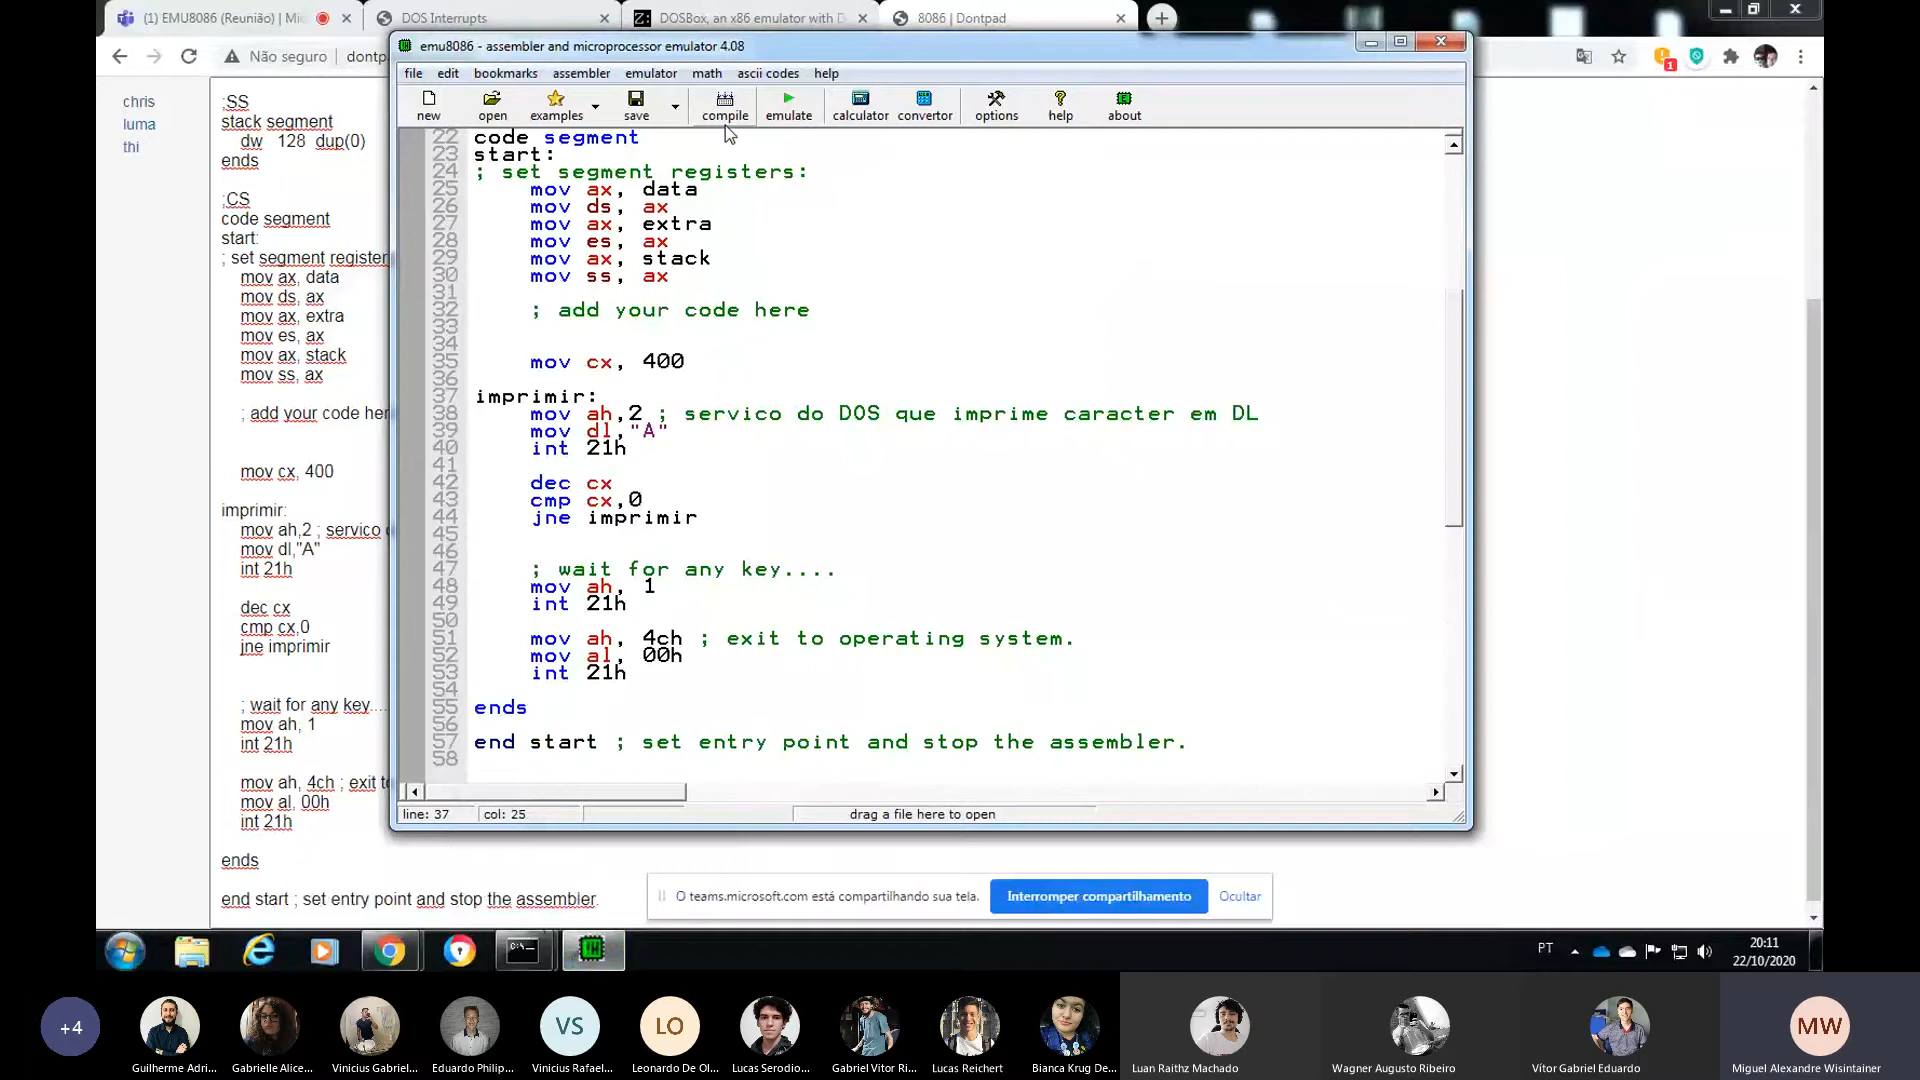 (1) EMU8086 (Reunião) | Mic
DOS Interrupts
DOSBox, an x86 emulator with D
8086 | Dontpad
Não seguro
dontp
1
chris
luma
thi
;SS
stack segment
dw 128 dup(0)
ends
;CS
code segment
start:
; set segment register
mov ax, data
mov ds, ax
mov ax, extra
mov es, ax
mov ax, stack
mov ss, ax
; add your code her
mov cx, 400
imprimir:
mov ah,2 ; servico
mov dl,"A"
int 21h
dec cx
cmp cx,0
jne imprimir
; wait for any key....
mov ah, 1
int 21h
mov ah, 4ch ; exit to
mov al, 00h
int 21h
ends
end start ; set entry point and stop the assembler.
emu8086 - assembler and microprocessor emulator 4.08
file edit bookmarks assembler emulator math ascii codes help
new open examples save compile emulate calculator convertor options help about
22 code segment
23 start:
24 ; set segment registers:
25 mov ax, data
26 mov ds, ax
27 mov ax, extra
28 mov es, ax
29 mov ax, stack
30 mov ss, ax
31
32 ; add your code here
33
34
35 mov cx, 400
36
37 imprimir:
38 mov ah,2 ; servico do DOS que imprime caracter em DL
39 mov dl,"A"
40 int 21h
41
42 dec cx
43 cmp cx,0
44 jne imprimir
45
46
47 ; wait for any key....
48 mov ah, 1
49 int 21h
50
51 mov ah, 4ch ; exit to operating system.
52 mov al, 00h
53 int 21h
54
55 ends
56
57 end start ; set entry point and stop the assembler.
58
line: 37 col: 25 drag a file here to open
O teams.microsoft.com está compartilhando sua tela. Interromper compartilhamento Ocultar
PT
20:11
22/10/2020
+4
VS
LO
MW
Guilherme Adri...
Gabrielle Alice...
Vinicius Gabriel...
Eduardo Philip...
Vinicius Rafael...
Leonardo De Ol...
Lucas Serodio...
Gabriel Vitor Ri...
Lucas Reichert
Bianca Krug De...
Luan Raithz Machado
Wagner Augusto Ribeiro
Vítor Gabriel Eduardo
Miguel Alexandre Wisintainer